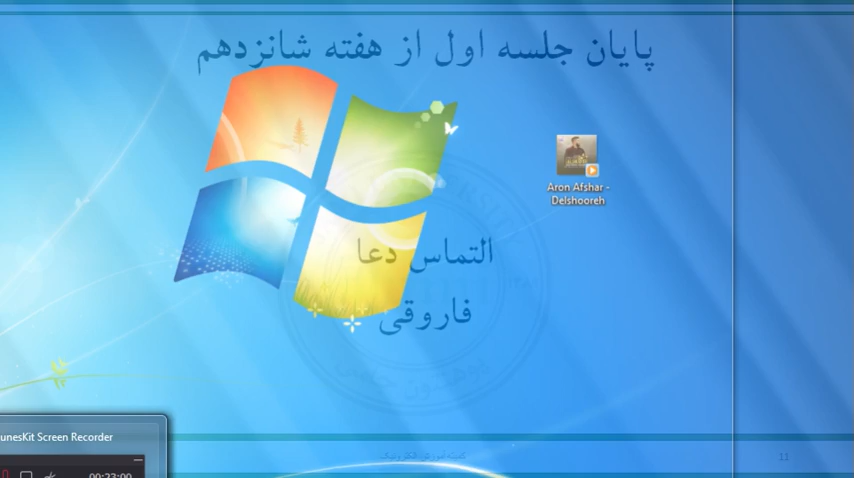 پایان جلسه اول از هفته شانزدهم
Aron Afshar -
Delshooreh
التماس دعا
فاروقی
unesKit Screen Recorder
00:23:00
11